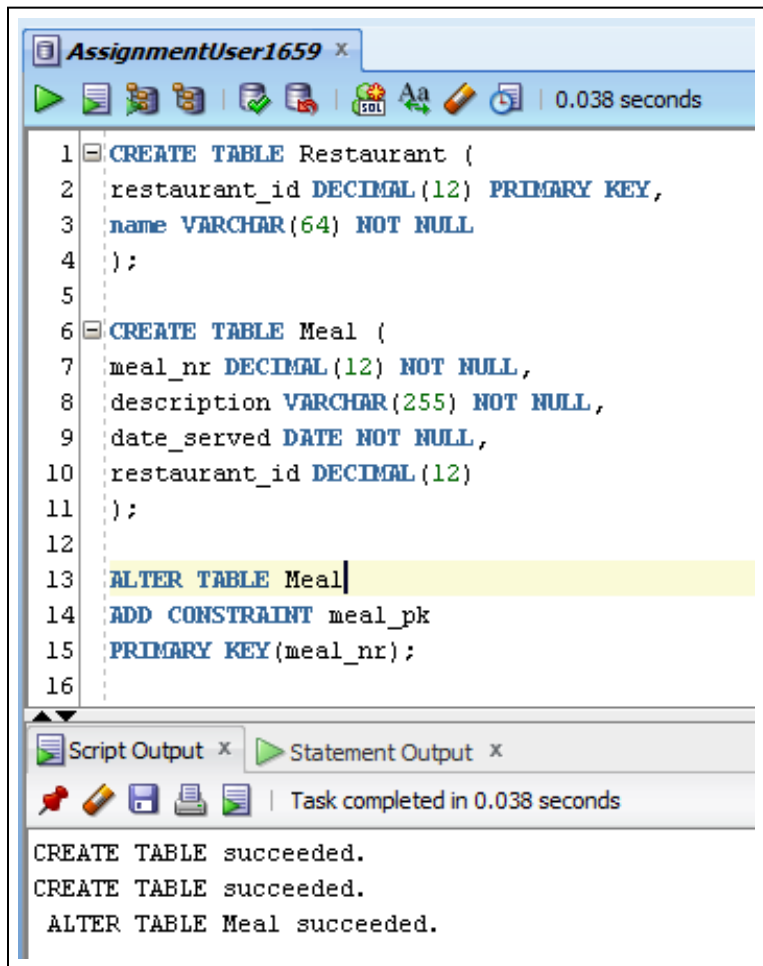 AssignmentUser1659 x
SQL Aa 0.038 seconds
1 CREATE TABLE Restaurant (
2 restaurant_id DECIMAL(12) PRIMARY KEY,
3 name VARCHAR(64) NOT NULL
4 );
5
6 CREATE TABLE Meal (
7 meal_nr DECIMAL(12) NOT NULL,
8 description VARCHAR(255) NOT NULL,
9 date_served DATE NOT NULL,
10 restaurant_id DECIMAL(12)
11 );
12
13 ALTER TABLE Meal
14 ADD CONSTRAINT meal_pk
15 PRIMARY KEY(meal_nr);
16
Script Output x Statement Output x
Task completed in 0.038 seconds
CREATE TABLE succeeded.
CREATE TABLE succeeded.
ALTER TABLE Meal succeeded.